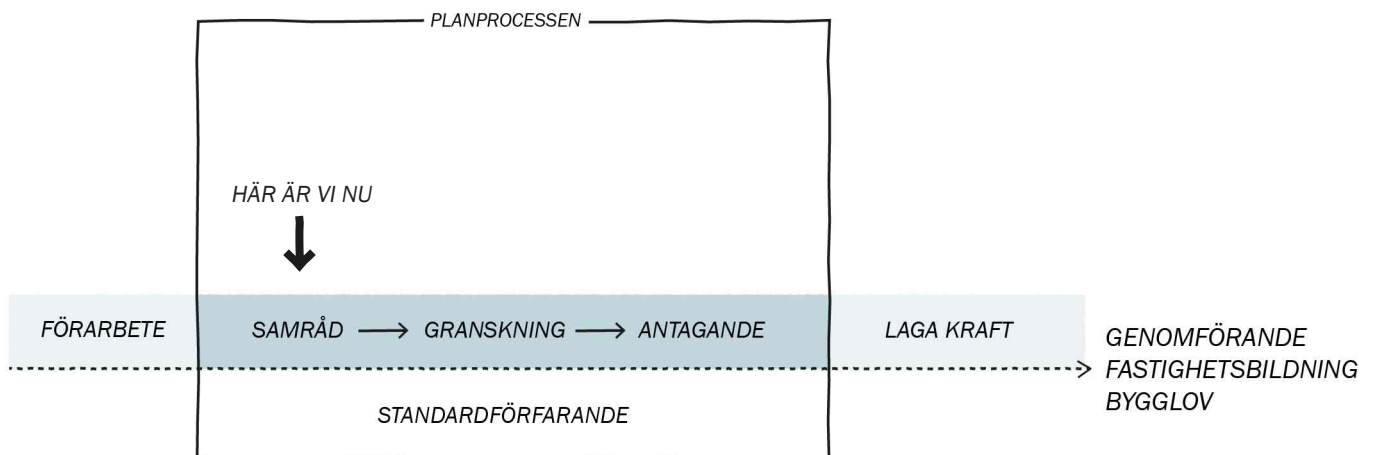 PLANPROCESSEN
HÄR ÄR VI NU
FÖRARBETE
SAMRÅD
GRANSKNING
ANTAGANDE
LAGA KRAFT
GENOMFÖRANDE
FASTIGHETSBILDNING
BYGGLOV
STANDARDFÖRFARANDE